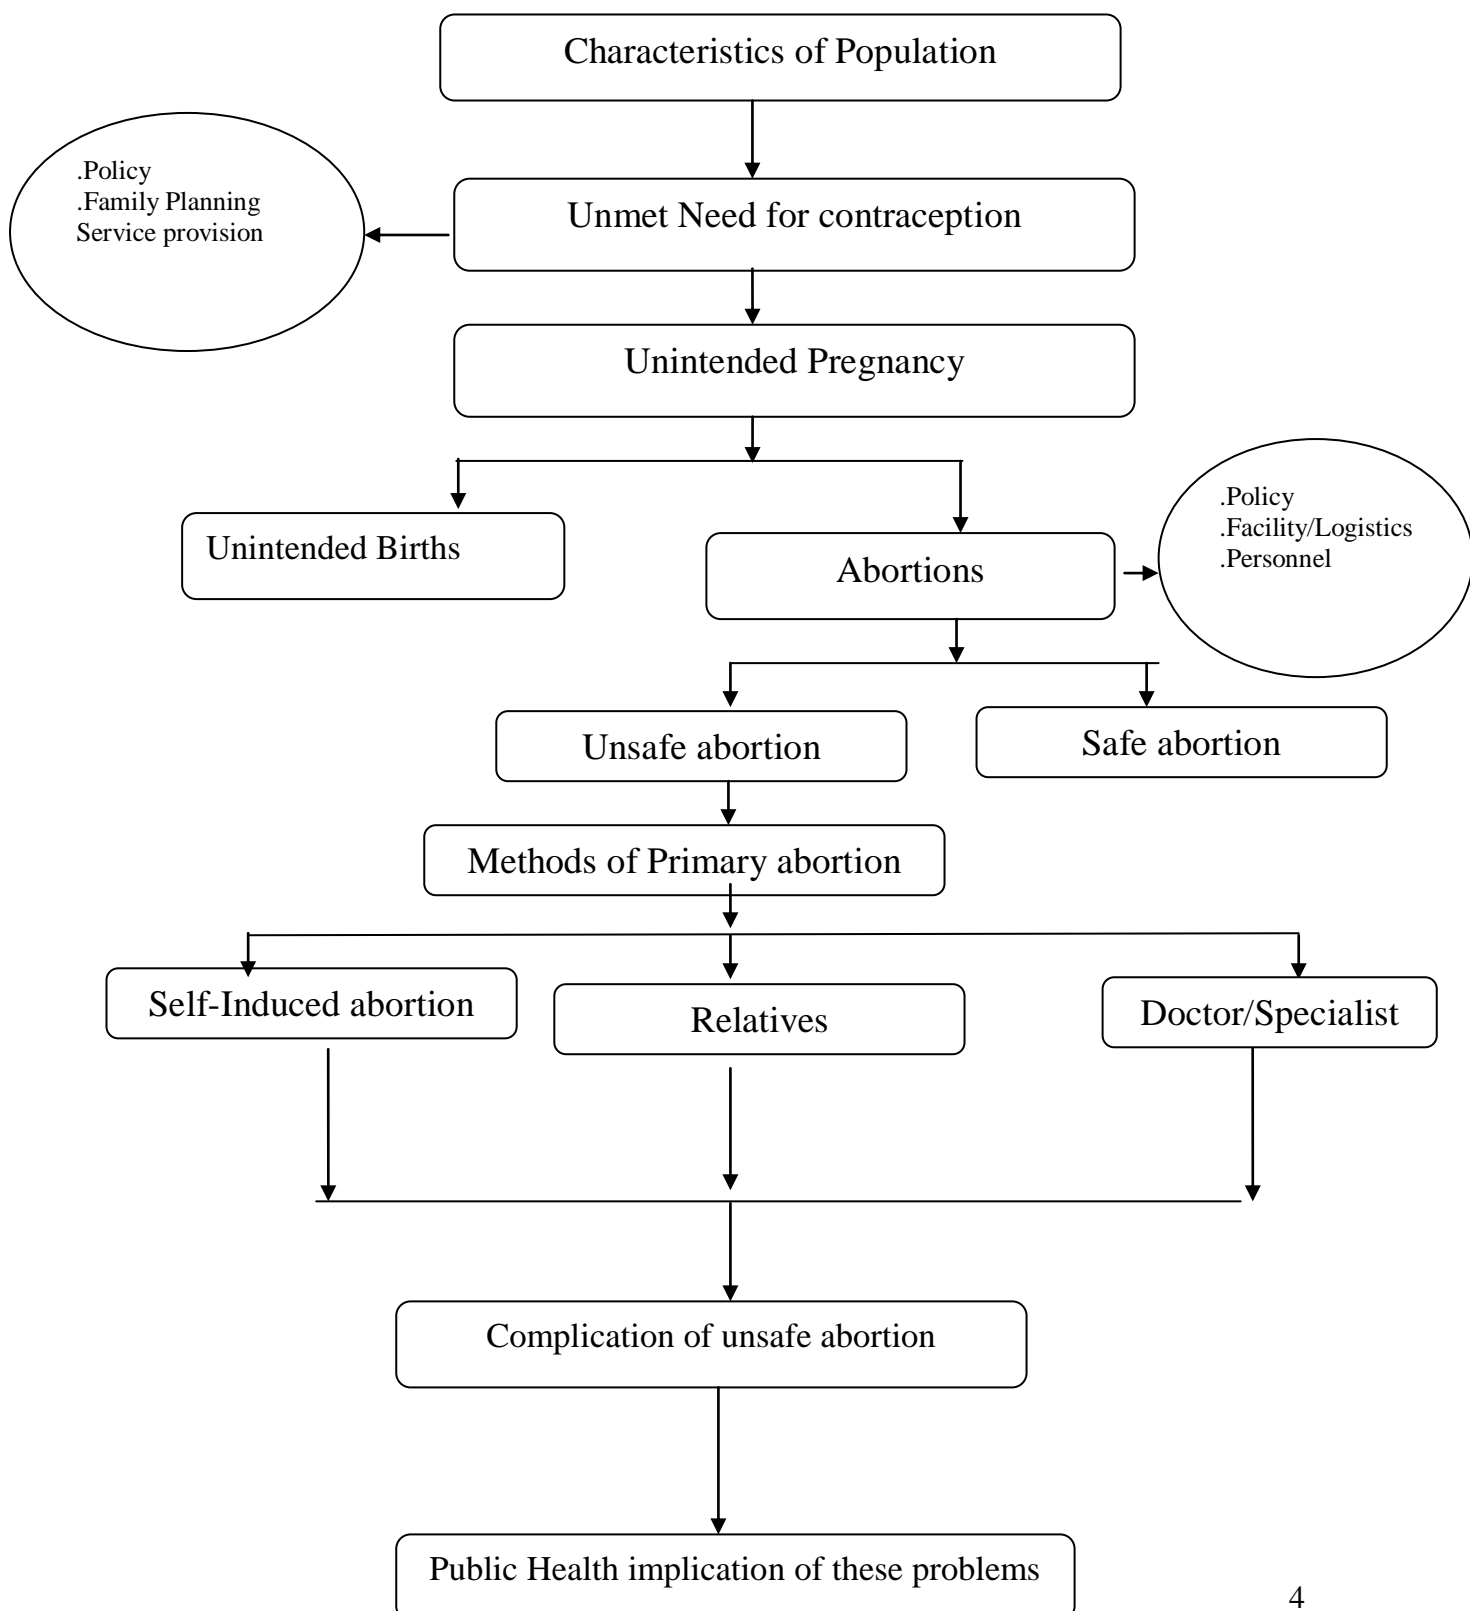 Characteristics of Population
.Policy
.Family Planning
Service provision
Unmet Need for contraception
Unintended Pregnancy
Unintended Births
Abortions
.Policy
.Facility/Logistics
.Personnel
Unsafe abortion
Safe abortion
Methods of Primary abortion
Self-Induced abortion
Relatives
Doctor/Specialist
Complication of unsafe abortion
Public Health implication of these problems
4